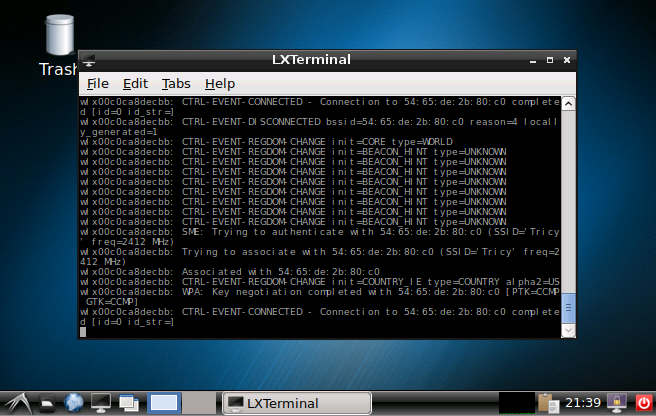 Trash
LXTerminal
File Edit Tabs Help
wlx00c0ca8decbb: CTRL-EVENT-CONNECTED - Connection to 54:65:de:2b:80:c0 complete
d [id=0 id_str=]
wlx00c0ca8decbb: CTRL-EVENT-DISCONNECTED bssid=54:65:de:2b:80:c0 reason=4 locall
y_generated=1
wlx00c0ca8decbb: CTRL-EVENT-REGDOM-CHANGE init=CORE type=WORLD
wlx00c0ca8decbb: CTRL-EVENT-REGDOM-CHANGE init=BEACON_HINT type=UNKNOWN
wlx00c0ca8decbb: CTRL-EVENT-REGDOM-CHANGE init=BEACON_HINT type=UNKNOWN
wlx00c0ca8decbb: CTRL-EVENT-REGDOM-CHANGE init=BEACON_HINT type=UNKNOWN
wlx00c0ca8decbb: CTRL-EVENT-REGDOM-CHANGE init=BEACON_HINT type=UNKNOWN
wlx00c0ca8decbb: CTRL-EVENT-REGDOM-CHANGE init=BEACON_HINT type=UNKNOWN
wlx00c0ca8decbb: CTRL-EVENT-REGDOM-CHANGE init=BEACON_HINT type=UNKNOWN
wlx00c0ca8decbb: CTRL-EVENT-REGDOM-CHANGE init=BEACON_HINT type=UNKNOWN
wlx00c0ca8decbb: CTRL-EVENT-REGDOM-CHANGE init=BEACON_HINT type=UNKNOWN
wlx00c0ca8decbb: SME: Trying to authenticate with 54:65:de:2b:80:c0 (SSID='Tricy
' freq=2412 MHz)
wlx00c0ca8decbb: Trying to associate with 54:65:de:2b:80:c0 (SSID='Tricy' freq=2
412 MHz)
wlx00c0ca8decbb: Associated with 54:65:de:2b:80:c0
wlx00c0ca8decbb: CTRL-EVENT-REGDOM-CHANGE init=COUNTRY_IE type=COUNTRY alpha2=US
wlx00c0ca8decbb: WPA: Key negotiation completed with 54:65:de:2b:80:c0 [PTK=CCMP
GTK=CCMP]
wlx00c0ca8decbb: CTRL-EVENT-CONNECTED - Connection to 54:65:de:2b:80:c0 complete
d [id=0 id_str=]
LXTerminal
21:39